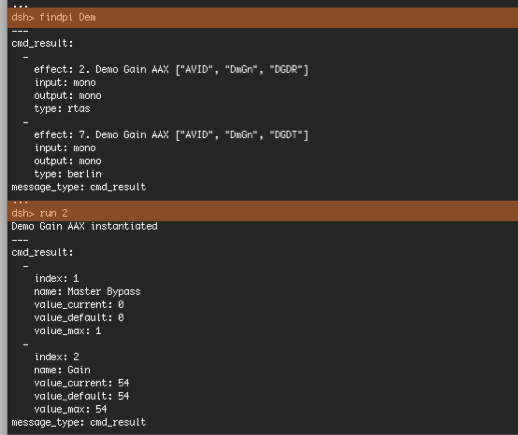 ...
dsh> findpi Dem
---
cmd_result:
-
effect: 2. Demo Gain AAX ["AVID", "DmGn", "DGDR"]
input: mono
output: mono
type: rtas
-
effect: 7. Demo Gain AAX ["AVID", "DmGn", "DGDT"]
input: mono
output: mono
type: berlin
message_type: cmd_result
...
dsh> run 2
Demo Gain AAX instantiated
---
cmd_result:
-
index: 1
name: Master Bypass
value_current: 0
value_default: 0
value_max: 1
-
index: 2
name: Gain
value_current: 54
value_default: 54
value_max: 54
message_type: cmd_result